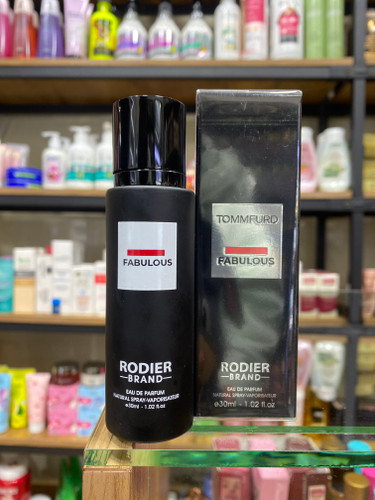 FABULOUS
RODIER
BRAND
EAU DE PARFUM
NATURAL SPRAY-VAPORISATEUR
e30ml - 1.02 fl.oz
TOMMFURD
FABULOUS
RODIER
BRAND
EAU DE PARFUM
NATURAL SPRAY-VAPORISATEUR
e30ml - 1.02 fl.oz